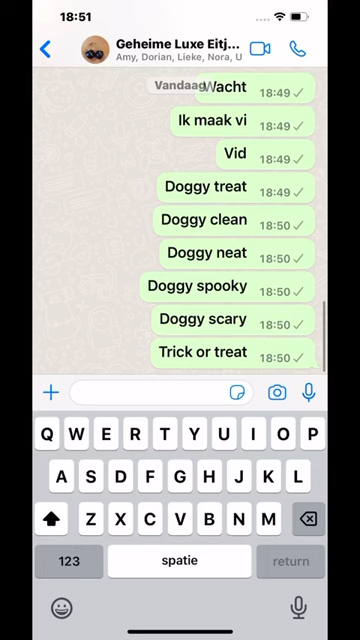 18:51
Geheime Luxe Eitj...
Amy, Dorian, Lieke, Nora, U
Vandaag
Wacht 18:49
Ik maak vi 18:49
Vid 18:49
Doggy treat 18:49
Doggy clean 18:50
Doggy neat 18:50
Doggy spooky 18:50
Doggy scary 18:50
Trick or treat 18:50
Q W E R T Y U I O P
A S D F G H J K L
Z X C V B N M
123 spatie return